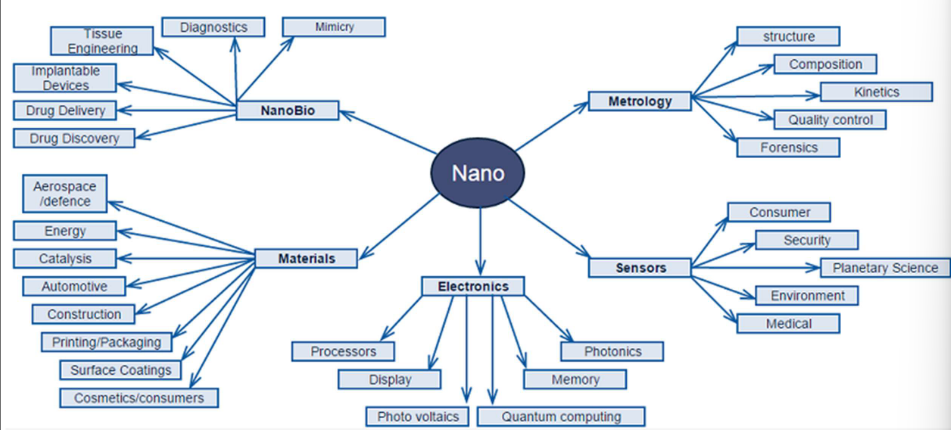 Tissue
Engineering
Diagnostics
Mimicry
Implantable
Devices
Drug Delivery
Drug Discovery
NanoBio
Metrology
structure
Composition
Kinetics
Quality control
Forensics
Nano
Aerospace
/defence
Energy
Catalysis
Automotive
Construction
Printing/Packaging
Surface Coatings
Cosmetics/consumers
Materials
Electronics
Processors
Display
Photo voltaics
Quantum computing
Memory
Photonics
Sensors
Consumer
Security
Planetary Science
Environment
Medical